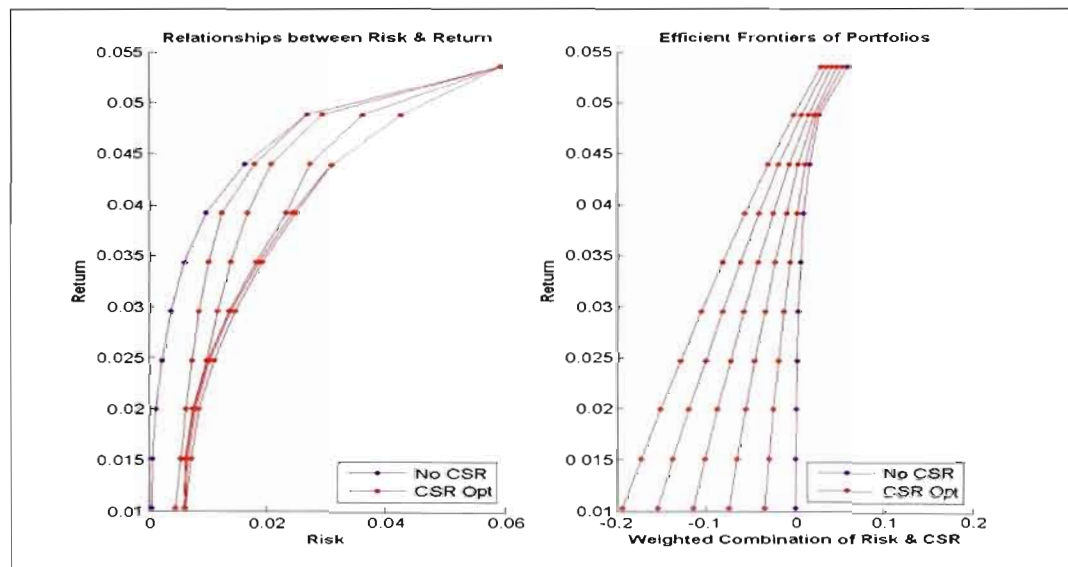 Relationships between Risk & Return
0.055
0.05
0.045
0.04
0.035
0.03
0.025
0.02
0.015
0.01
Return
0
0.02
0.04
0.06
Risk
No CSR
CSR Opt
Efficient Frontiers of Portfolios
0.055
0.05
0.045
0.04
0.035
0.03
0.025
0.02
0.015
0.01
Return
-0.2
-0.1
0
0.1
0.2
Weighted Combination of Risk & CSR
No CSR
CSR Opt